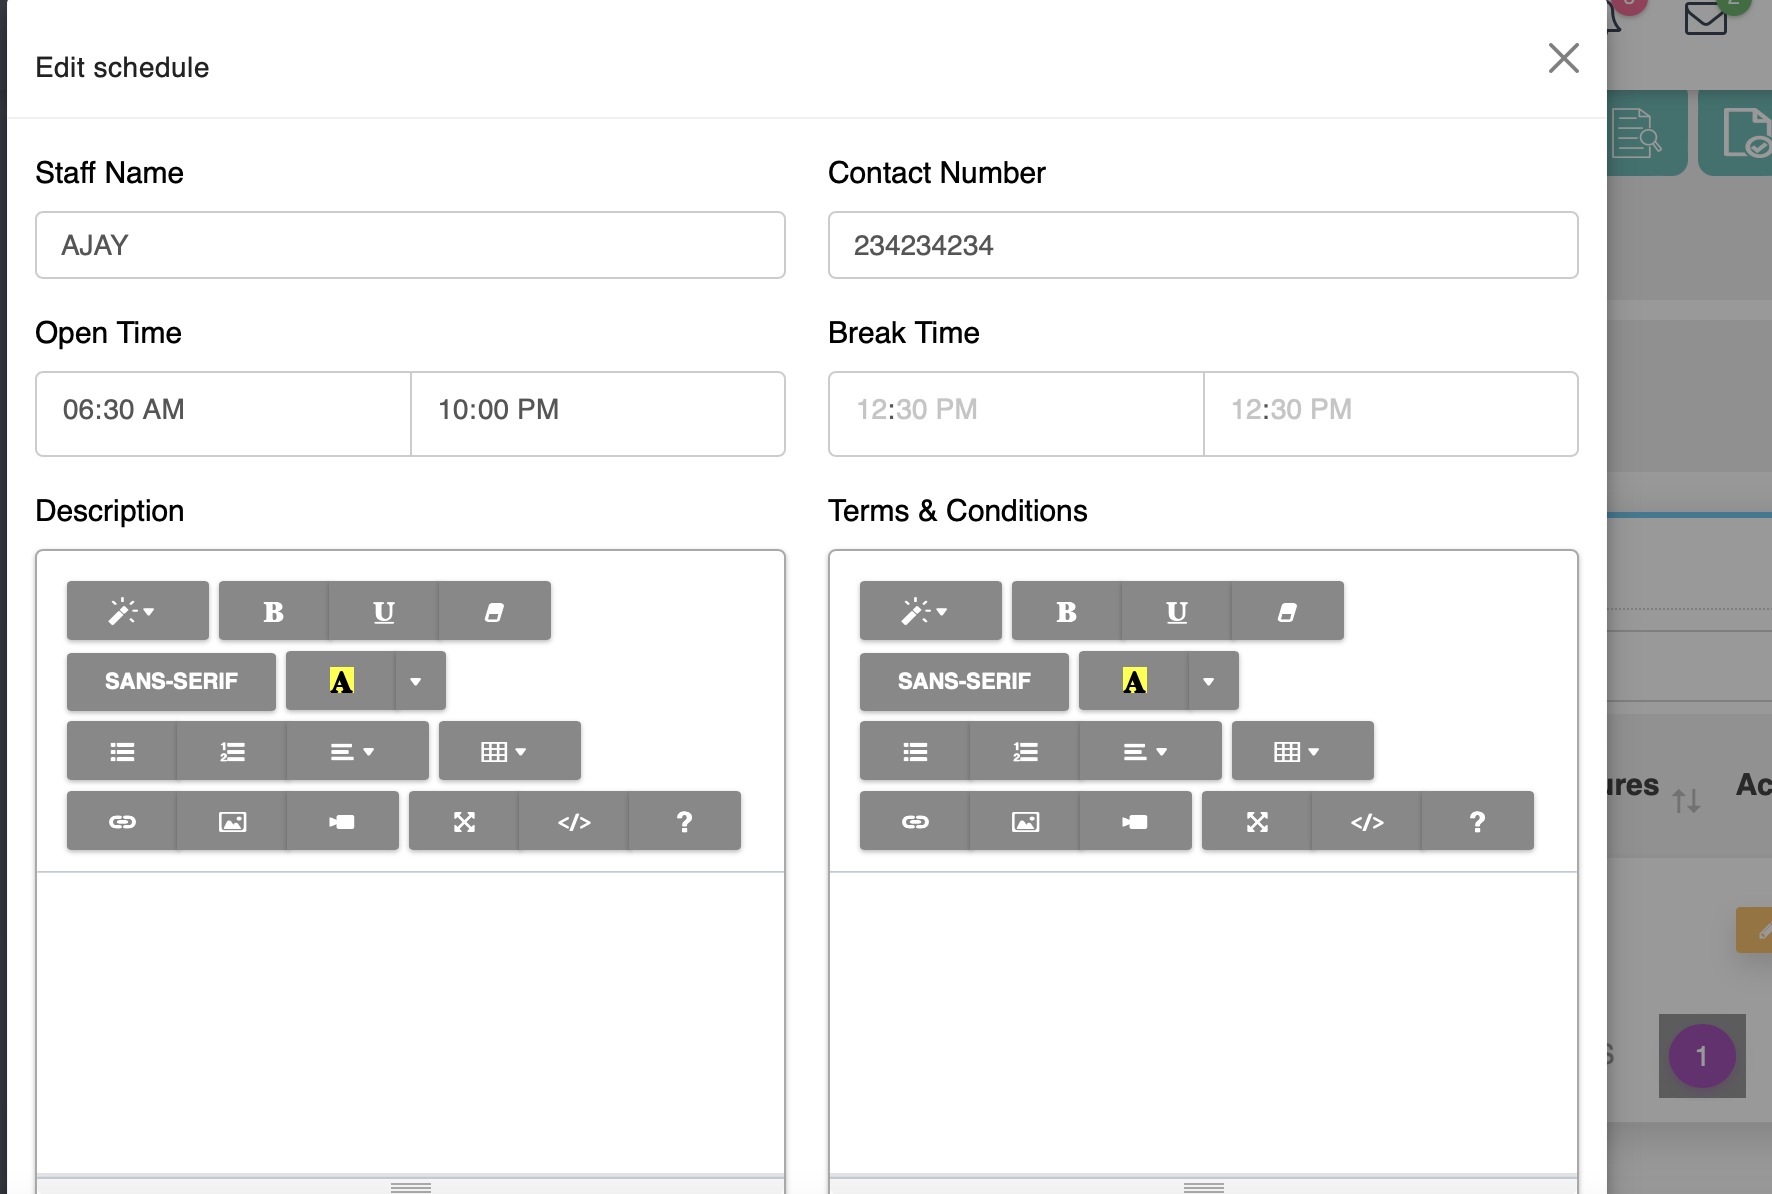 Edit schedule
Staff Name
Contact Number
AJAY
234234234
Open Time
Break Time
06:30 AM
10:00 PM
12:30 PM
12:30 PM
Description
Terms & Conditions
B
U
B
U
SANS-SERIF
A
SANS-SERIF
A
</>
?
</>
?
ures
Ac
1